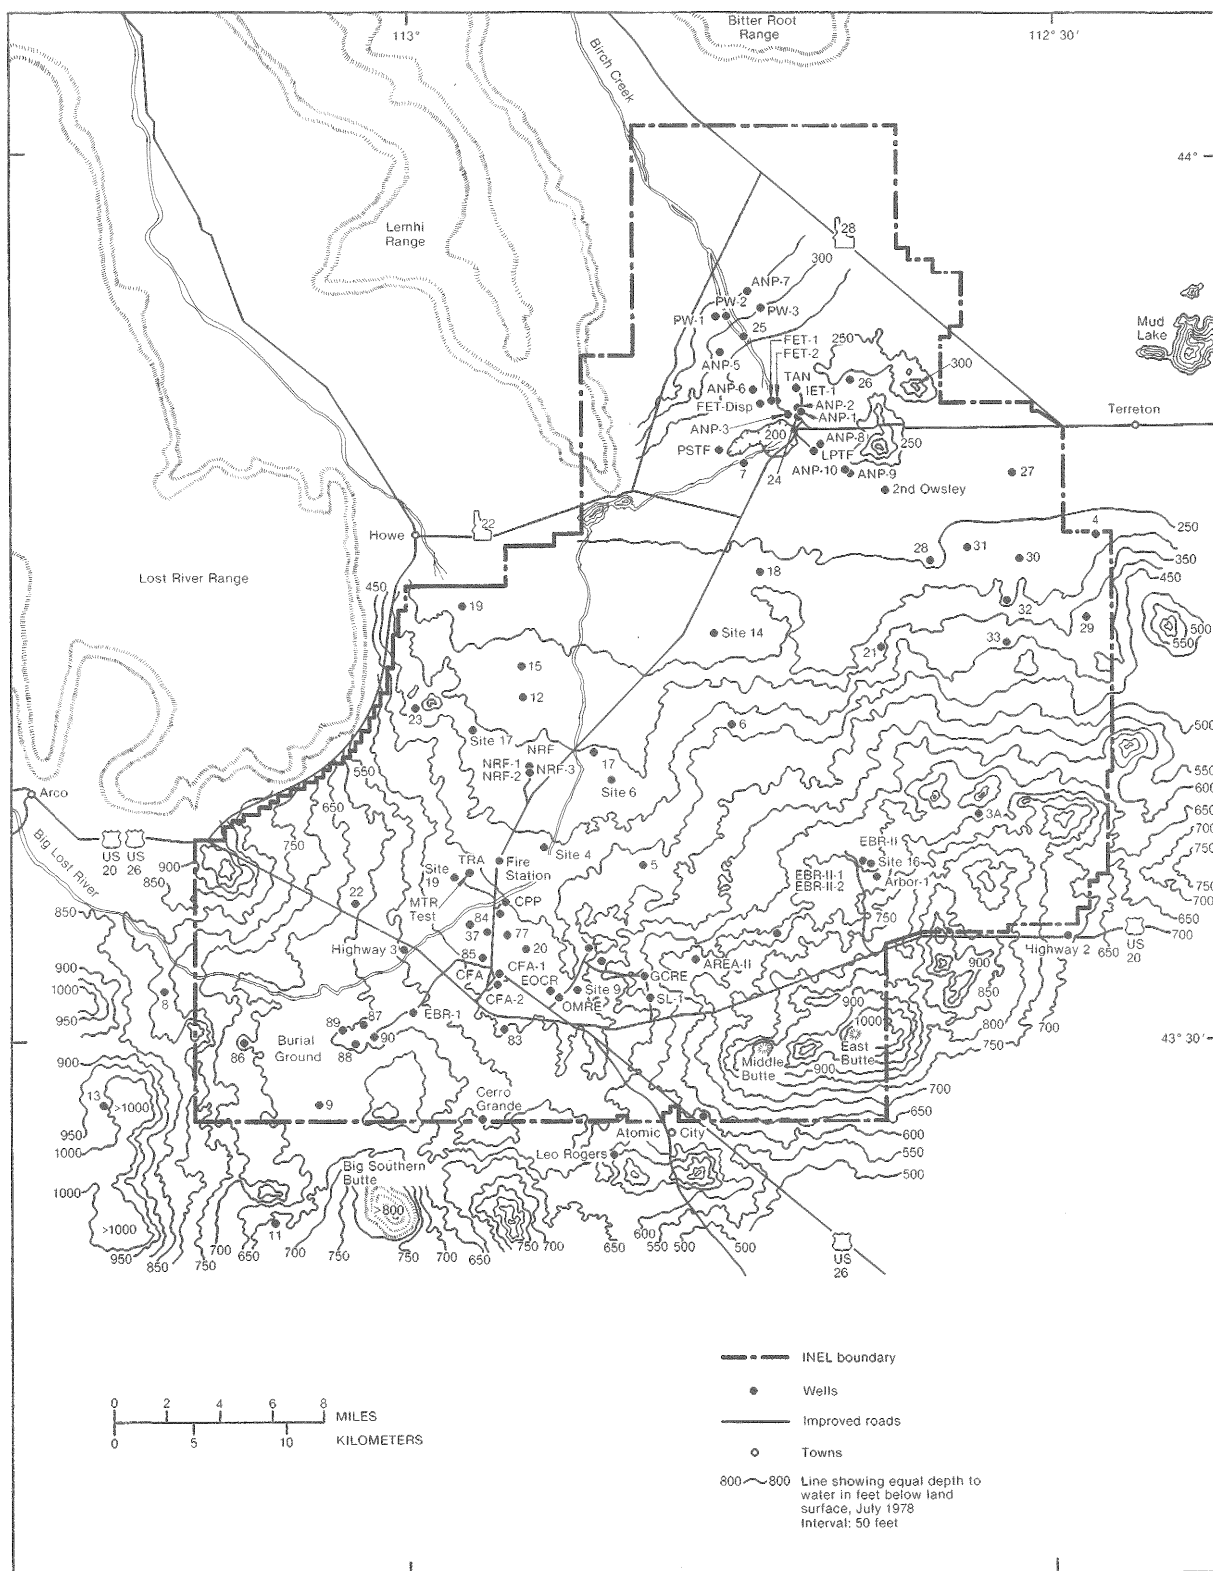 Bitter Root
Range
113°
112° 30'
Birch Creek
44°
28
Lemhi
Range
300
ANP-7
PW-2
PW-3
PW-1
25
FET-1
FET-2
250
Mud
Lake
300
ANP-5
TAN
26
ANP-6
IET-1
FET-Disp
ANP-2
ANP-1
Terreton
ANP-3
200
ANP-8
250
PSTF
LPTF
7
24
ANP-10
ANP-9
27
2nd Owsley
22
Howe
4
250
28
31
30
350
Lost River Range
18
450
450
19
32
29
500
Site 14
33
550
21
15
12
23
6
500
Site 17
NRF
17
NRF-1
NRF-2
NRF-3
550
550
Site 6
600
650
650
Arco
3A
700
750
Big Lost River
US
20
US
26
900
850
EBR-II
Site 4
TRA
Fire
Station
5
Site 16
Site
19
EBR-II-1
EBR-II-2
Arbor-1
22
MTR
Test
CPP
750
750
700
850
84
750
650
37
77
US
20
700
Highway 3
20
Highway 2
650
85
AREA-II
900
900
CFA
CFA-1
GCRE
1000
EOCR
850
8
CFA-2
Site 9
SL-1
950
OMRE
900
87
EBR-1
1000
800
89
700
90
83
750
86
Burial
Ground
88
East
Butte
43° 30'
900
Middle
Butte
900
13
>1000
700
9
Cerro
Grande
650
950
Atomic
City
600
1000
Leo Rogers
550
Big Southern
Butte
500
1000
>800
>1000
11
600
700
700
700
700
550
500
500
950
850
750
650
750
750
650
750
650
US
26
INEL boundary
Wells
0 2 4 6 8
MILES
Improved roads
KILOMETERS
0 5 10
Towns
800 800 Line showing equal depth to
water in feet below land
surface, July 1978
Interval: 50 feet